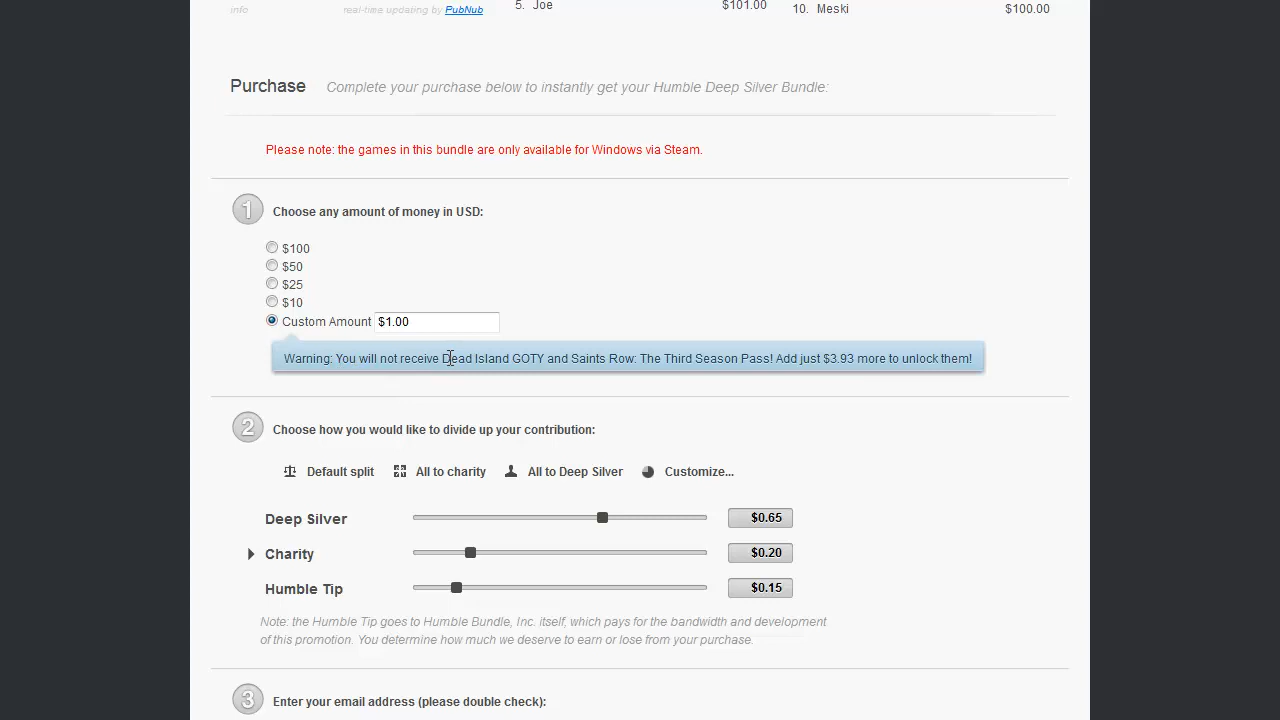 5. Joe $101.00 10. Meski $100.00
info real-time updating by PubNub
Purchase Complete your purchase below to instantly get your Humble Deep Silver Bundle:
Please note: the games in this bundle are only available for Windows via Steam.
1 Choose any amount of money in USD:
$100
$50
$25
$10
Custom Amount $1.00
Warning: You will not receive Dead Island GOTY and Saints Row: The Third Season Pass! Add just $3.93 more to unlock them!
2 Choose how you would like to divide up your contribution:
Default split All to charity All to Deep Silver Customize...
Deep Silver $0.65
Charity $0.20
Humble Tip $0.15
Note: the Humble Tip goes to Humble Bundle, Inc. itself, which pays for the bandwidth and development
of this promotion. You determine how much we deserve to earn or lose from your purchase.
3 Enter your email address (please double check):